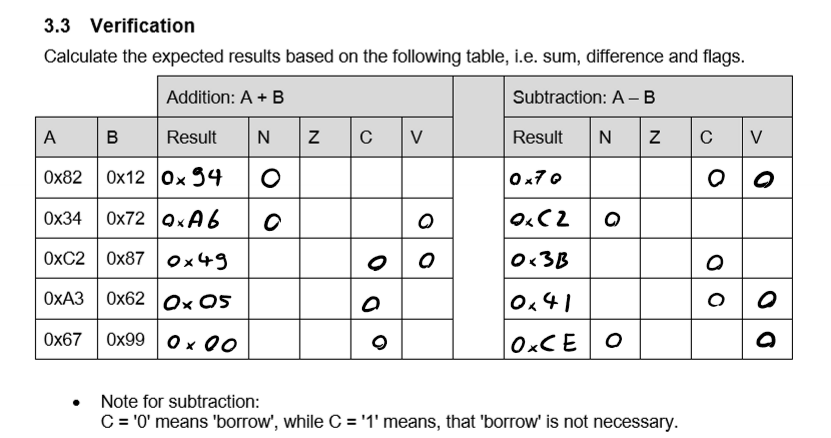 3.3 Verification
Calculate the expected results based on the following table, i.e. sum, difference and flags.
Addition: A + B Subtraction: A – B
A B Result N Z C V Result N Z C V
0x82 0x12 0x94 0 0x70 0 0
0x34 0x72 0xA6 0 0 0xC2 0
0xC2 0x87 0x49 0 0 0x3B 0
0xA3 0x62 0x05 0 0x41 0 0
0x67 0x99 0x00 0 0xCE 0 0
• Note for subtraction:
C = '0' means 'borrow', while C = '1' means, that 'borrow' is not necessary.